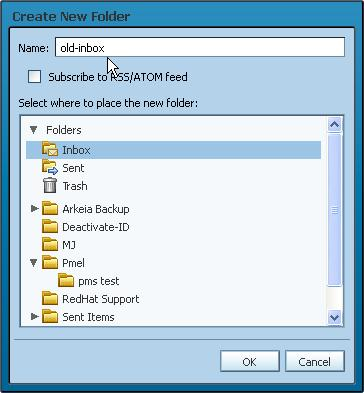 Create New Folder
Name: old-inbox
Subscribe to RSS/ATOM feed
Select where to place the new folder:
Folders
Inbox
Sent
Trash
Arkeia Backup
Deactivate-ID
MJ
Pmel
pms test
RedHat Support
Sent Items
OK Cancel